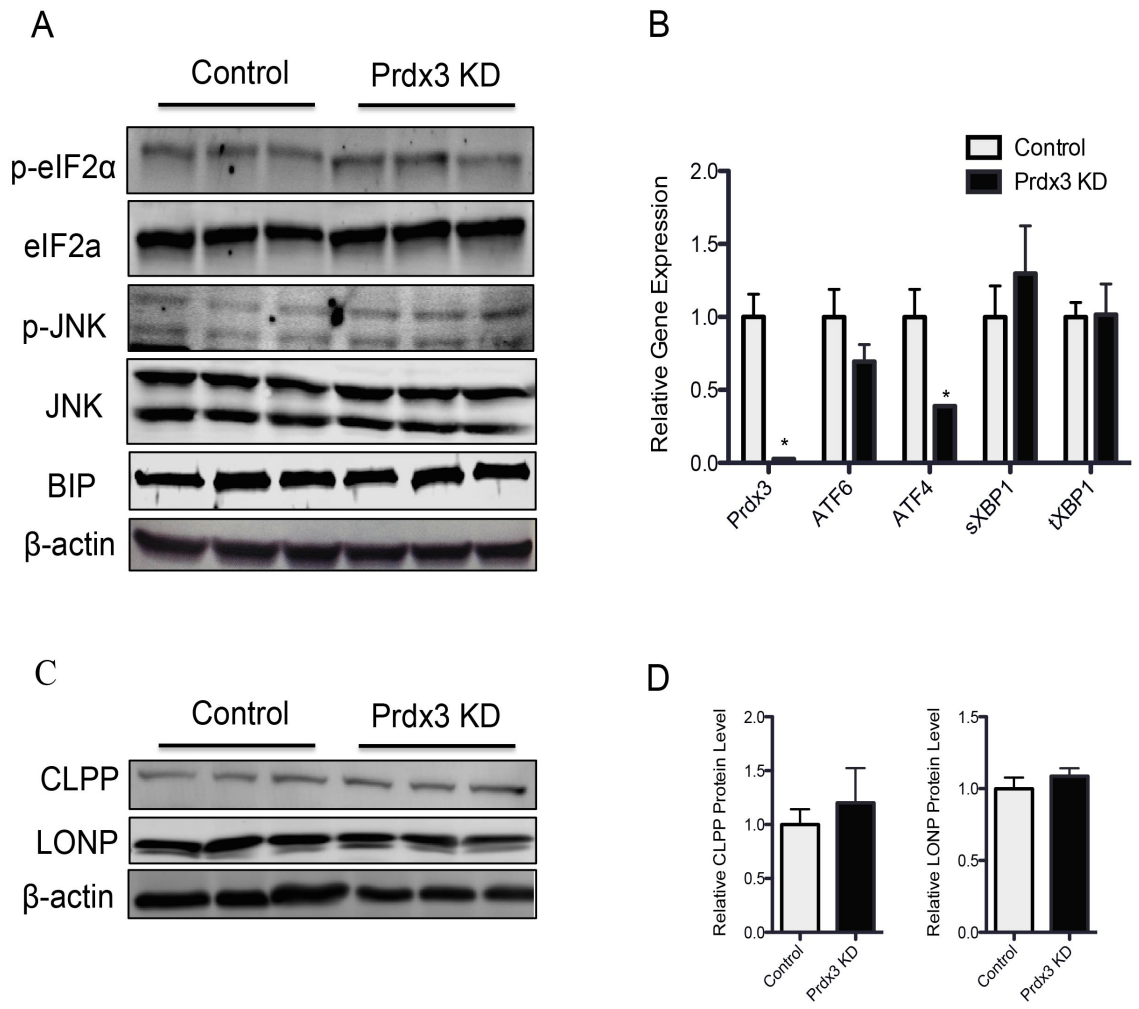 A
Control
Prdx3 KD
p-eIF2α
eIF2a
p-JNK
JNK
BIP
β-actin
B
Control
Prdx3 KD
Relative Gene Expression
2.0
1.5
1.0
0.5
0.0
*
*
Prdx3
ATF6
ATF4
sXBP1
tXBP1
C
Control
Prdx3 KD
CLPP
LONP
β-actin
D
Relative CLPP Protein Level
2.0
1.5
1.0
0.5
0.0
Control
Prdx3 KD
Relative LONP Protein Level
1.5
1.0
0.5
0.0
Control
Prdx3 KD